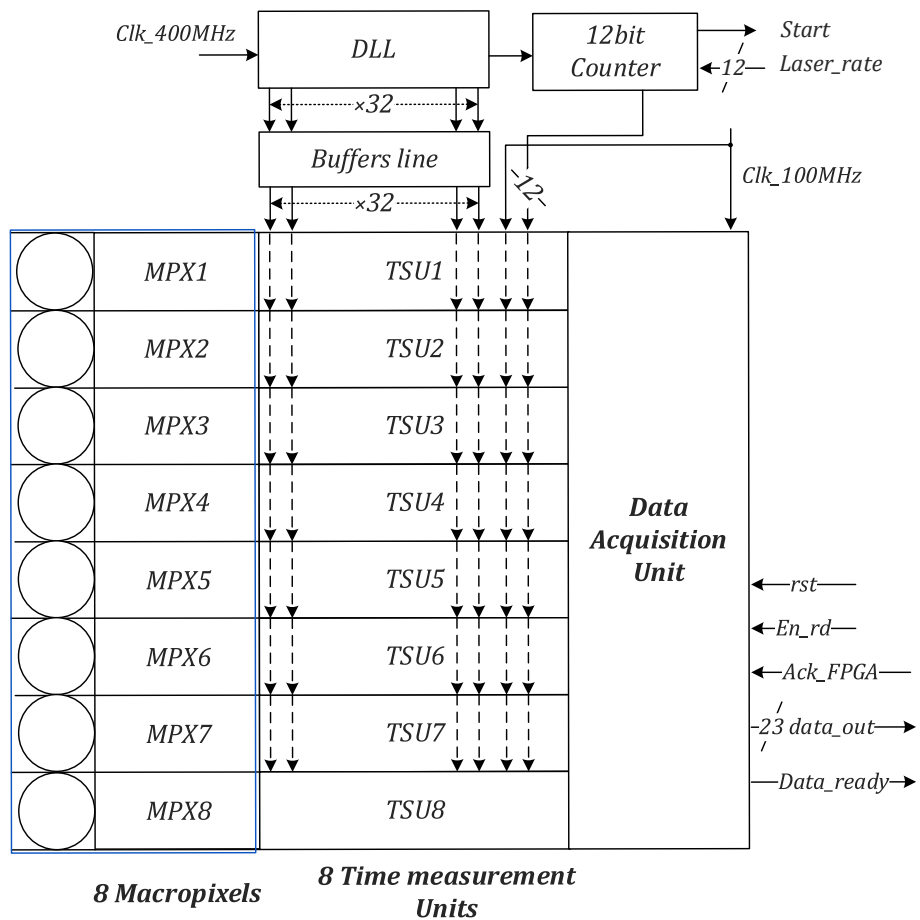 Clk_400MHz
DLL
12bit
Counter
Start
12
Laser_rate
×32
Buffers line
×32
12
Clk_100MHz
MPX1
TSU1
MPX2
TSU2
MPX3
TSU3
MPX4
TSU4
MPX5
TSU5
MPX6
TSU6
MPX7
TSU7
MPX8
TSU8
Data
Acquisition
Unit
rst
En_rd
Ack_FPGA
23 data_out
Data_ready
8 Macropixels
8 Time measurement
Units